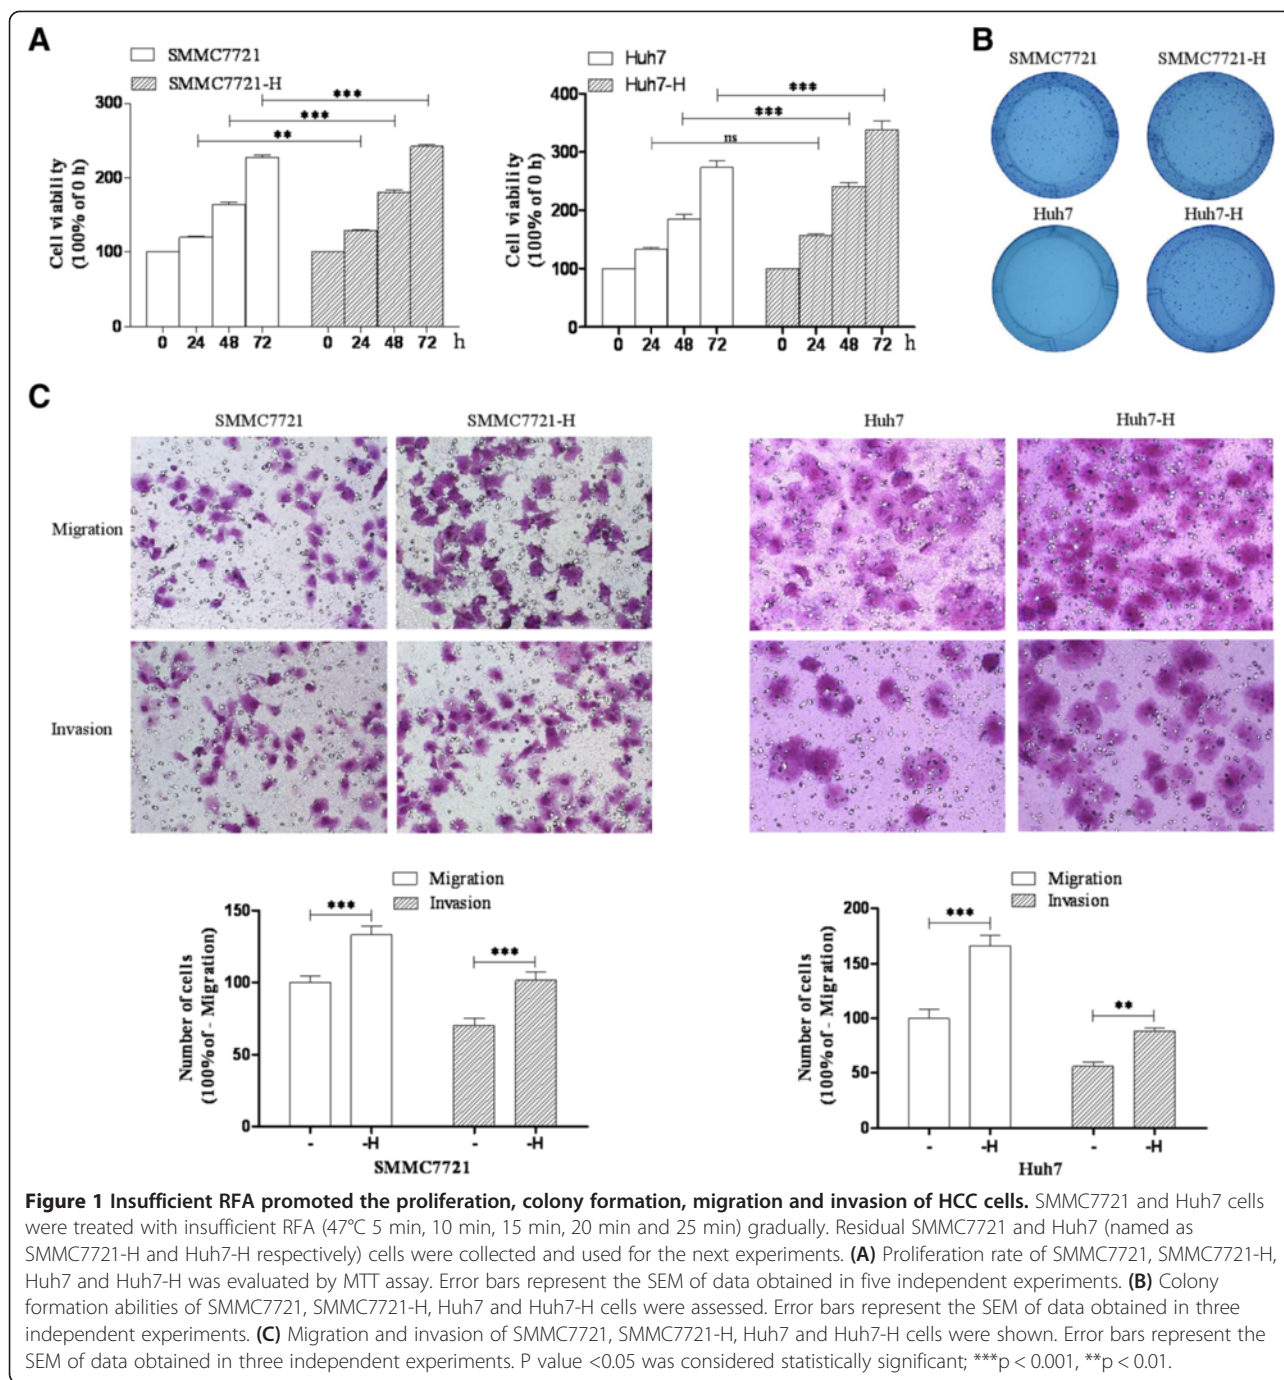 A
SMMC7721
SMMC7721-H
Cell viability
(100% of 0 h)
300
200
100
0
**
***
***
0 24 48 72 0 24 48 72 h
Huh7
Huh7-H
Cell viability
(100% of 0 h)
400
300
200
100
0
ns
***
***
0 24 48 72 0 24 48 72 h
B
SMMC7721 SMMC7721-H
Huh7 Huh7-H
C
SMMC7721 SMMC7721-H Huh7 Huh7-H
Migration
Invasion
Migration
Invasion
Number of cells
(100% of - Migration)
150
100
50
0
***
***
- -H - -H
SMMC7721
Migration
Invasion
Number of cells
(100% of - Migration)
200
150
100
50
0
***
**
- -H - -H
Huh7
Figure 1 Insufficient RFA promoted the proliferation, colony formation, migration and invasion of HCC cells. SMMC7721 and Huh7 cells
were treated with insufficient RFA (47°C 5 min, 10 min, 15 min, 20 min and 25 min) gradually. Residual SMMC7721 and Huh7 (named as
SMMC7721-H and Huh7-H respectively) cells were collected and used for the next experiments. (A) Proliferation rate of SMMC7721, SMMC7721-H,
Huh7 and Huh7-H was evaluated by MTT assay. Error bars represent the SEM of data obtained in five independent experiments. (B) Colony
formation abilities of SMMC7721, SMMC7721-H, Huh7 and Huh7-H cells were assessed. Error bars represent the SEM of data obtained in three
independent experiments. (C) Migration and invasion of SMMC7721, SMMC7721-H, Huh7 and Huh7-H cells were shown. Error bars represent the
SEM of data obtained in three independent experiments. P value <0.05 was considered statistically significant; ***p < 0.001, **p < 0.01.